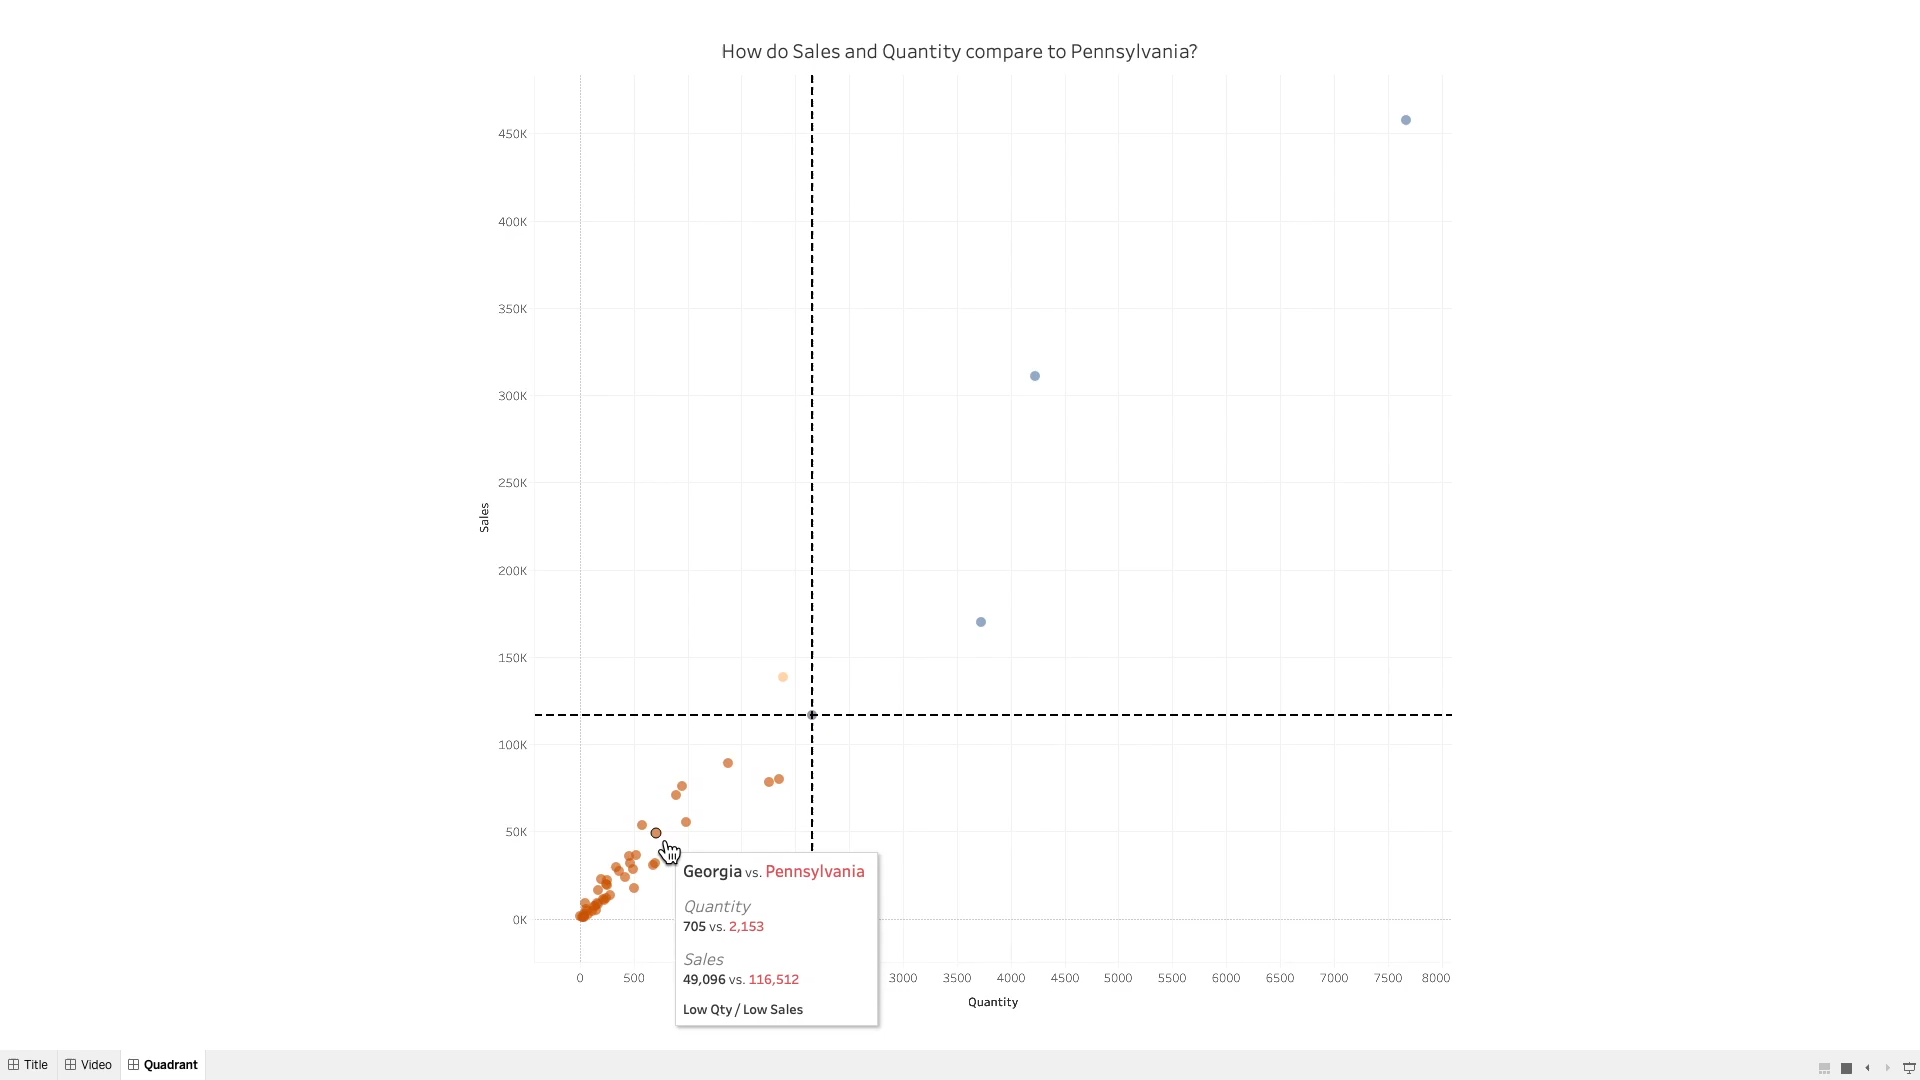 How do Sales and Quantity compare to Pennsylvania?
450K
400K
350K
300K
250K
200K
150K
100K
50K
0K
Sales
Georgia vs. Pennsylvania
Quantity
705 vs. 2,153
Sales
49,096 vs. 116,512
Low Qty / Low Sales
0 500 3000 3500 4000 4500 5000 5500 6000 6500 7000 7500 8000
Quantity
Title Video Quadrant